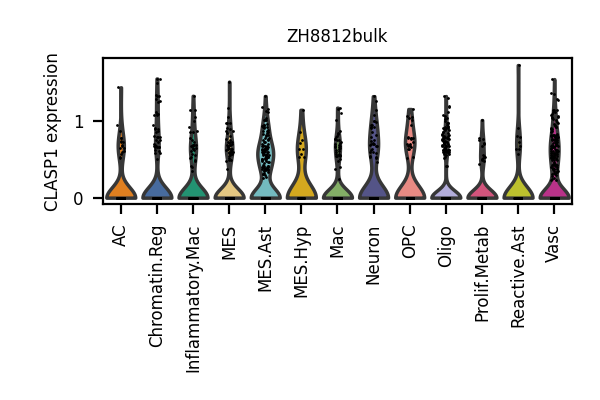 ZH8812bulk
CLASP1 expression
1
0
AC
Chromatin.Reg
Inflammatory.Mac
MES
MES.Ast
MES.Hyp
Mac
Neuron
OPC
Oligo
Prolif.Metab
Reactive.Ast
Vasc